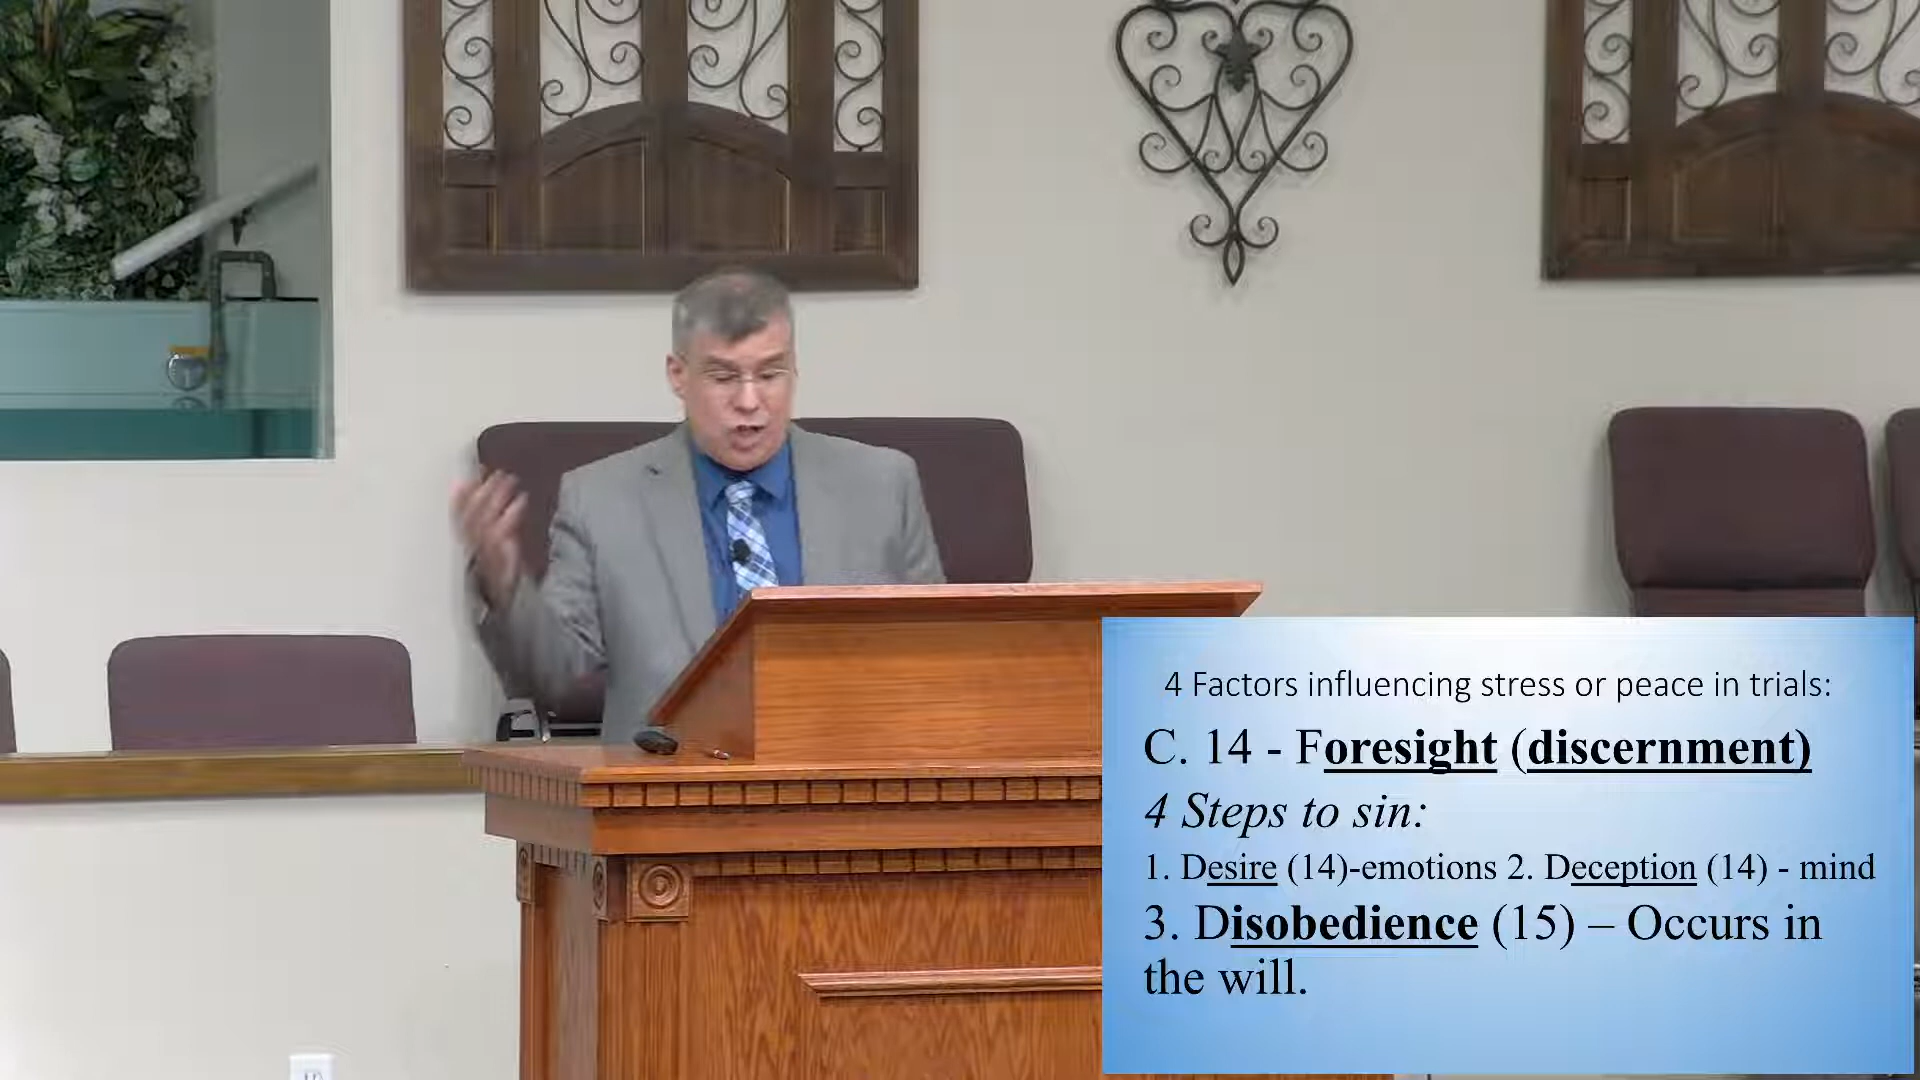 4 Factors influencing stress or peace in trials:
C. 14 - Foresight (discernment)
4 Steps to sin:
1. Desire (14)-emotions 2. Deception (14) - mind
3. Disobedience (15) – Occurs in
the will.